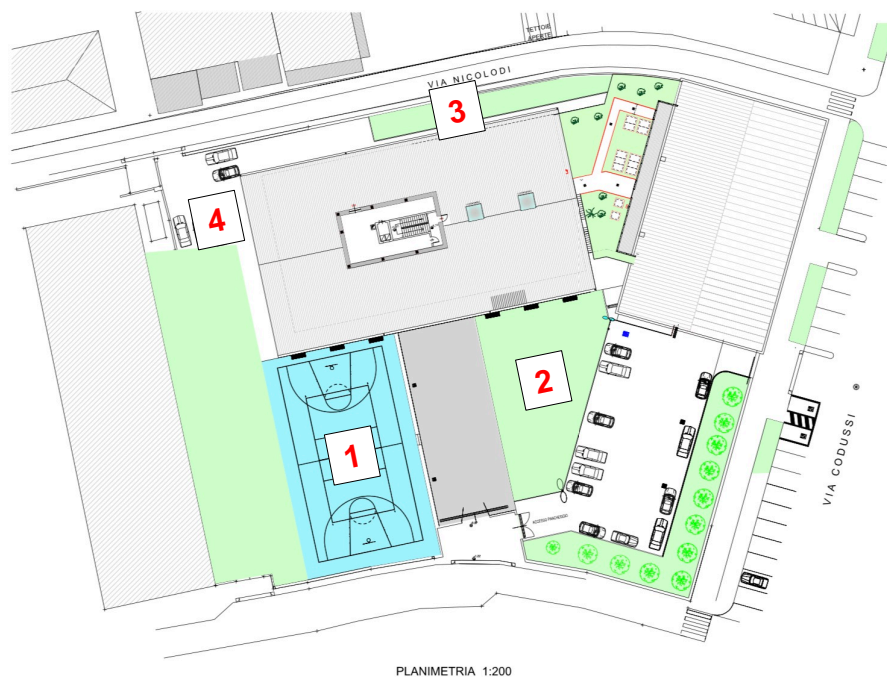 TETTOIE
APERTE
VIA NICOLODI
3
4
2
1
VIA CODUSSI
ACCESSO PARCHEGGIO
PLANIMETRIA 1:200